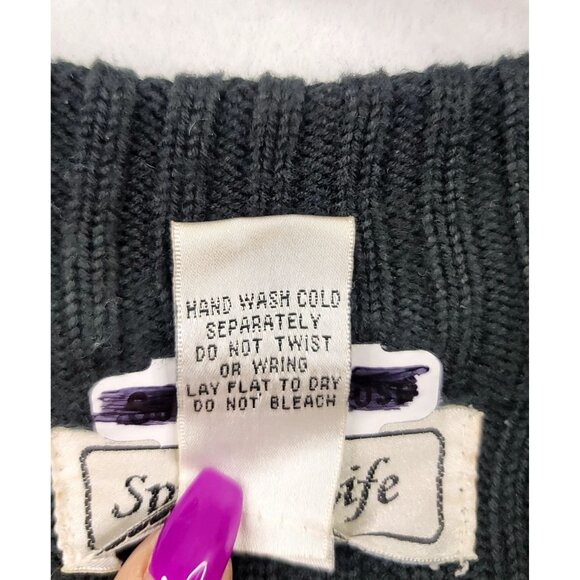 HAND WASH COLD
SEPARATELY
DO NOT TWIST
OR WRING
LAY FLAT TO DRY
DO NOT BLEACH